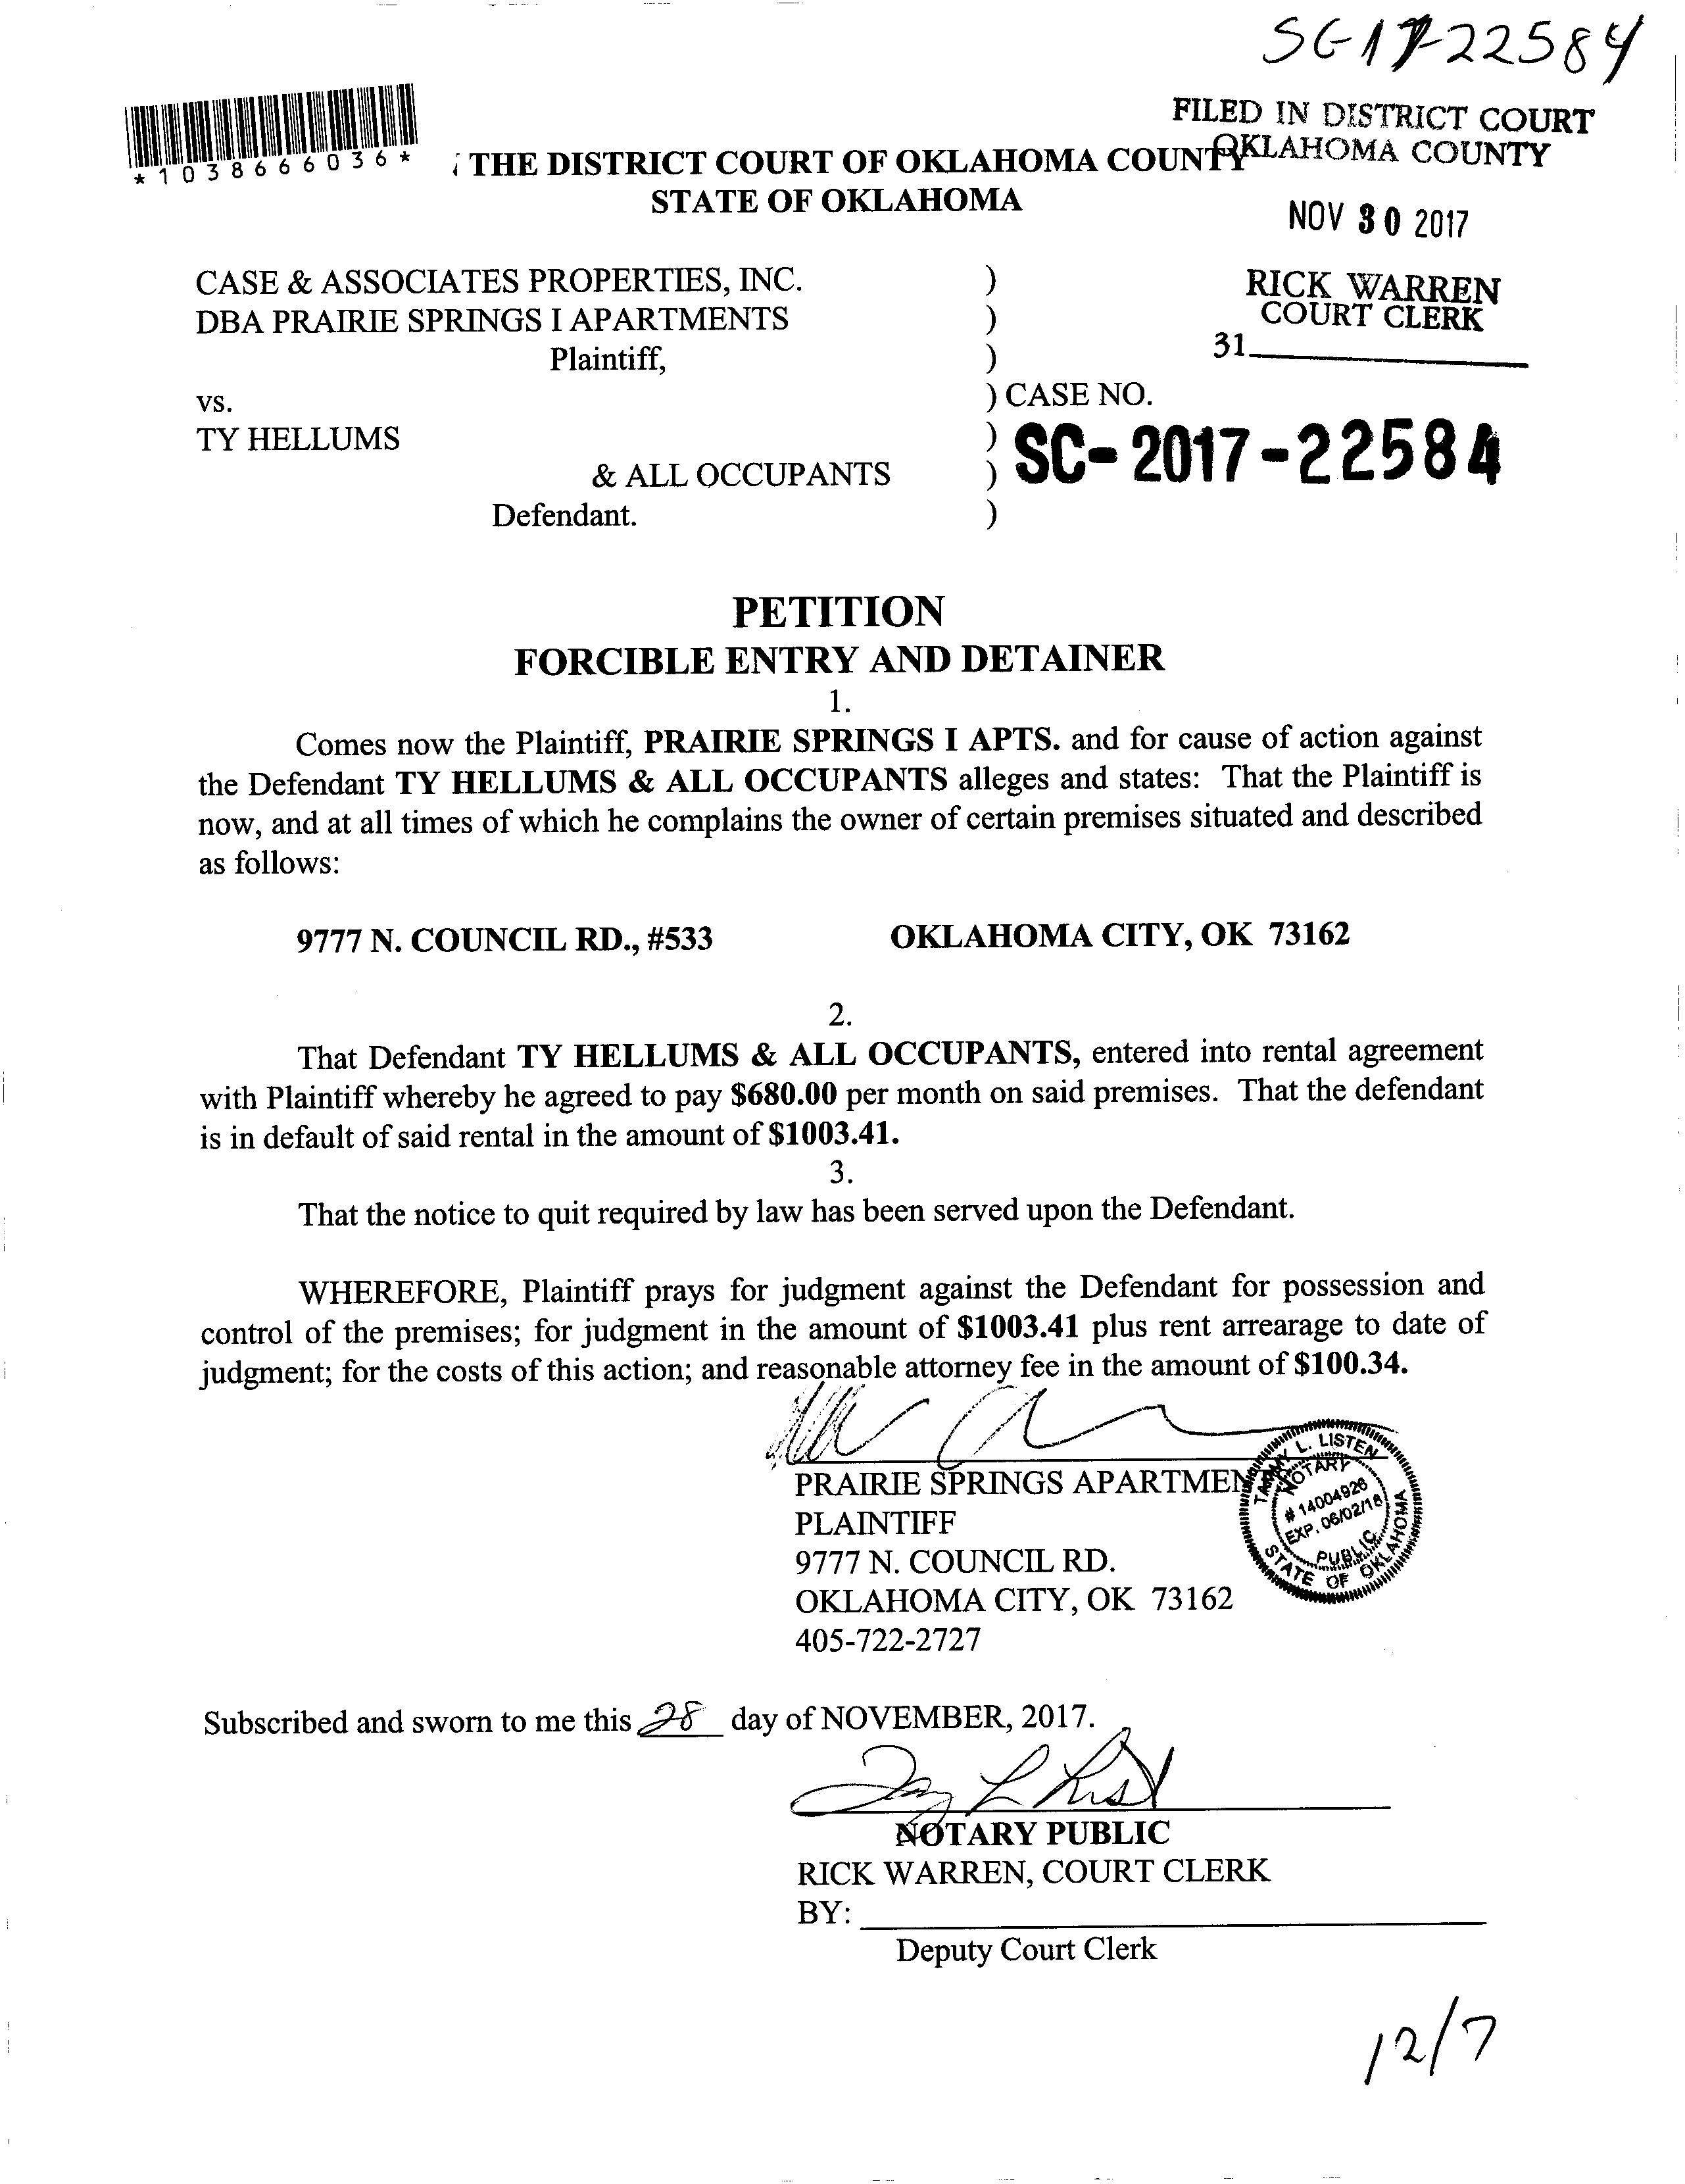 SC-17-22584
*1038666036*
FILED IN DISTRICT COURT
OKLAHOMA COUNTY
THE DISTRICT COURT OF OKLAHOMA COUNTY
STATE OF OKLAHOMA
NOV 30 2017
CASE & ASSOCIATES PROPERTIES, INC. )
DBA PRAIRIE SPRINGS I APARTMENTS )
Plaintiff, )
RICK WARREN
COURT CLERK
31
vs. ) CASE NO.
TY HELLUMS ) SC-2017-22584
& ALL OCCUPANTS )
Defendant. )
PETITION
FORCIBLE ENTRY AND DETAINER
1.
Comes now the Plaintiff, PRAIRIE SPRINGS I APTS. and for cause of action against
the Defendant TY HELLUMS & ALL OCCUPANTS alleges and states: That the Plaintiff is
now, and at all times of which he complains the owner of certain premises situated and described
as follows:
9777 N. COUNCIL RD., #533 OKLAHOMA CITY, OK 73162
2.
That Defendant TY HELLUMS & ALL OCCUPANTS, entered into rental agreement
with Plaintiff whereby he agreed to pay $680.00 per month on said premises. That the defendant
is in default of said rental in the amount of $1003.41.
3.
That the notice to quit required by law has been served upon the Defendant.
WHEREFORE, Plaintiff prays for judgment against the Defendant for possession and
control of the premises; for judgment in the amount of $1003.41 plus rent arrearage to date of
judgment; for the costs of this action; and reasonable attorney fee in the amount of $100.34.
PRAIRIE SPRINGS APARTMEN
PLAINTIFF
9777 N. COUNCIL RD.
OKLAHOMA CITY, OK 73162
405-722-2727
TAMMY L. LISTEN
NOTARY
# 14004926
EXP. 06/02/18
PUBLIC
STATE OF OKLAHOMA
Subscribed and sworn to me this 28 day of NOVEMBER, 2017.
NOTARY PUBLIC
RICK WARREN, COURT CLERK
BY:
Deputy Court Clerk
12/7